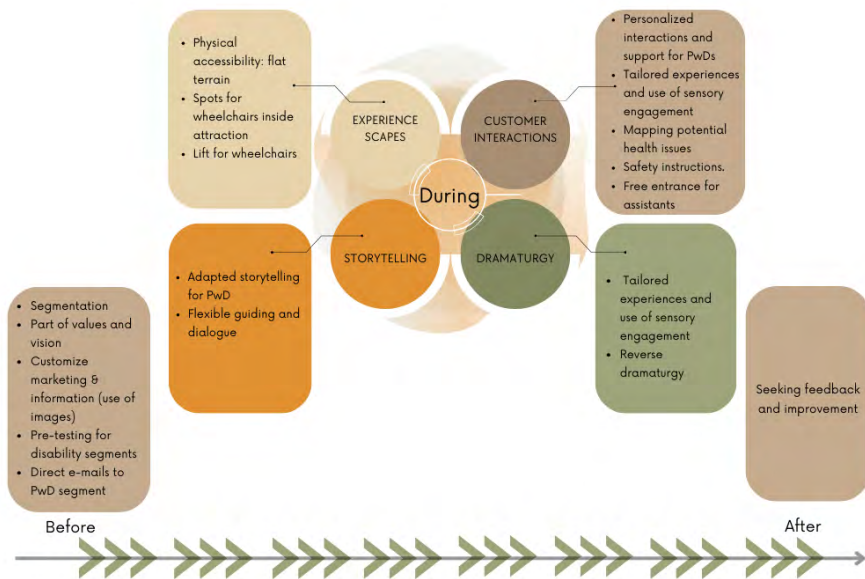 • Physical
accessibility: flat
terrain
• Spots for
wheelchairs inside
attraction
• Lift for wheelchairs
EXPERIENCE
SCAPES
CUSTOMER
INTERACTIONS
• Personalized
interactions and
support for PwDs
• Tailored experiences
and use of sensory
engagement
• Mapping potential
health issues
• Safety instructions.
• Free entrance for
assistants
During
STORYTELLING
DRAMATURGY
• Adapted storytelling
for PwD
• Flexible guiding and
dialogue
• Tailored
experiences and
use of sensory
engagement
• Reverse
dramaturgy
• Segmentation
• Part of values and
vision
• Customize
marketing &
information (use of
images)
• Pre-testing for
disability segments
• Direct e-mails to
PwD segment
Seeking feedback
and improvement
Before
After